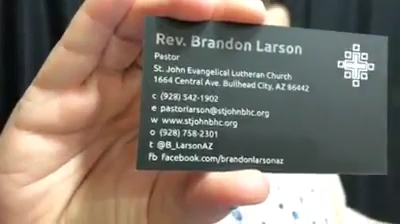 Rev. Brandon Larson
Pastor
St. John Evangelical Lutheran Church
1664 Central Ave. Bullhead City, AZ 86442
c (928) 542-1902
e pastorlarson@stjohnbhc.org
w www.stjohnbhc.org
o (928) 758-2301
t @B_LarsonAZ
fb facebook.com/brandonlarsonaz